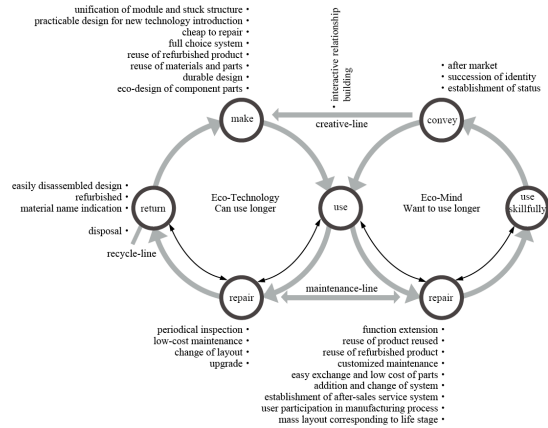 unification of module and stuck structure •
practicable design for new technology introduction •
cheap to repair •
full choice system •
reuse of refurbished product •
reuse of materials and parts •
durable design •
eco-design of component parts •
• interactive relationship
building
• after market
• succession of identity
• establishment of status
make
creative-line
convey
easily disassembled design •
refurbished •
material name indication •
disposal •
recycle-line
return
Eco-Technology
Can use longer
use
Eco-Mind
Want to use longer
use
skillfully
repair
maintenance-line
repair
periodical inspection •
low-cost maintenance •
change of layout •
upgrade •
function extension •
reuse of product reused •
reuse of refurbished product •
customized maintenance •
easy exchange and low cost of parts •
addition and change of system •
establishment of after-sales service system •
user participation in manufacturing process •
mass layout corresponding to life stage •